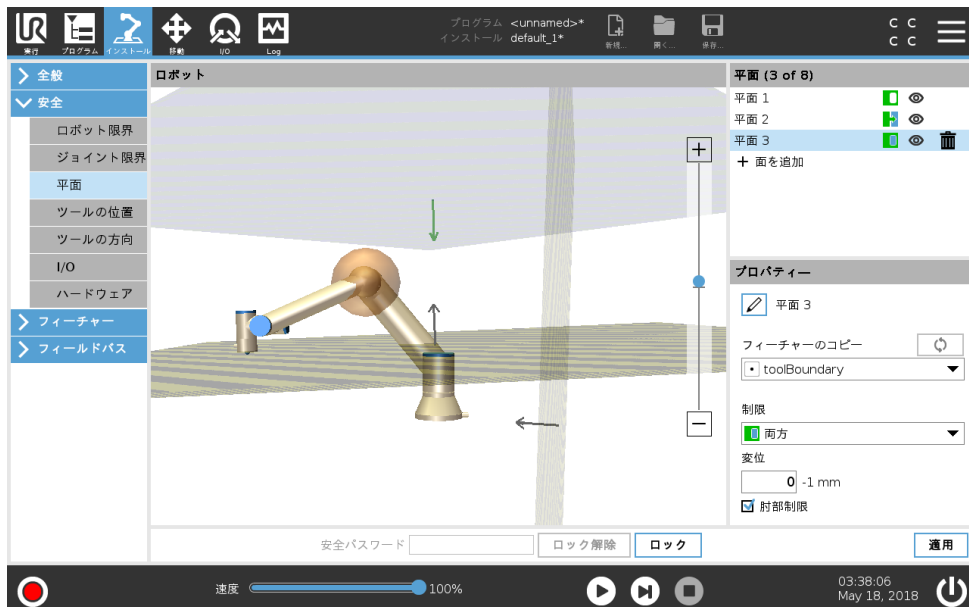 プログラム <unnamed>*
インストール default_1*
UR
実行 プログラム インストール 移動 I/O Log
新規... 開く... 保存...
C C
C C
全般
安全
ロボット限界
ジョイント限界
平面
ツールの位置
ツールの方向
I/O
ハードウェア
フィーチャー
フィールドバス
ロボット
平面 (3 of 8)
平面 1
平面 2
平面 3
+ 面を追加
プロパティー
平面 3
フィーチャーのコピー
toolBoundary
制限
両方
変位
0 -1 mm
肘部制限
安全パスワード ロック解除 ロック 適用
速度 100%
03:38:06
May 18, 2018